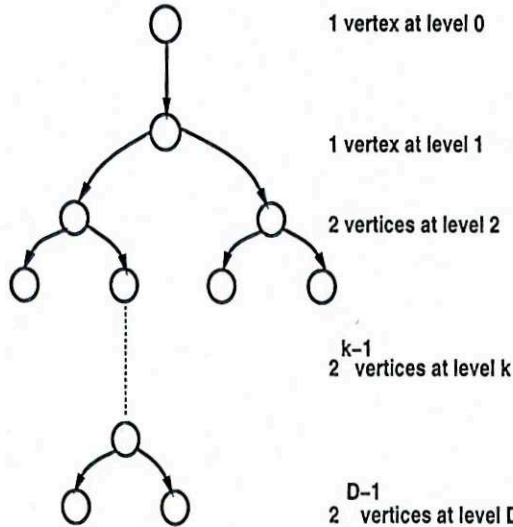 1 vertex at level 0
1 vertex at level 1
2 vertices at level 2
k-1
2 vertices at level k
D-1
2 vertices at level D